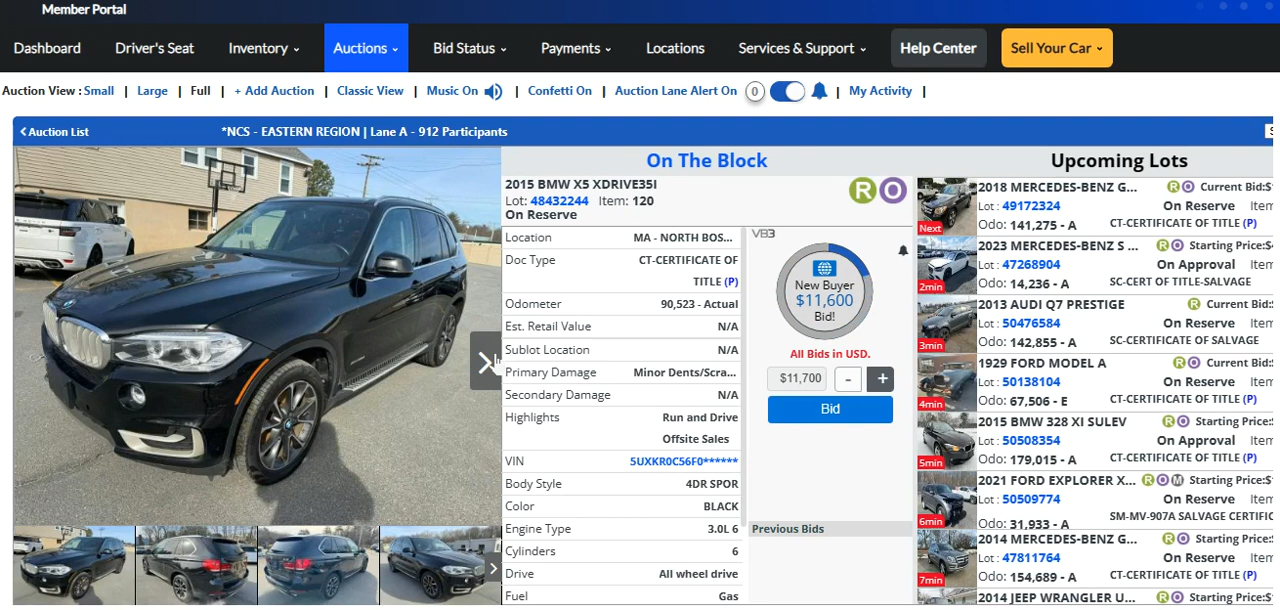 Member Portal
Dashboard Driver's Seat Inventory Auctions Bid Status Payments Locations Services & Support Help Center Sell Your Car
Auction View : Small | Large | Full | + Add Auction | Classic View | Music On | Confetti On | Auction Lane Alert On 0 | My Activity |
Auction List *NCS - EASTERN REGION | Lane A - 912 Participants
On The Block
2015 BMW X5 XDRIVE35I
Lot: 48432244 Item: 120
On Reserve
R O
Location MA - NORTH BOS...
Doc Type CT-CERTIFICATE OF
TITLE (P)
Odometer 90,523 - Actual
Est. Retail Value N/A
Sublot Location N/A
Primary Damage Minor Dents/Scra...
Secondary Damage N/A
Highlights Run and Drive
Offsite Sales
VIN 5UXKR0C56F0******
Body Style 4DR SPOR
Color BLACK
Engine Type 3.0L 6
Cylinders 6
Drive All wheel drive
Fuel Gas
VB3
New Buyer
$11,600
Bid!
All Bids in USD.
$11,700 - +
Bid
Previous Bids
Upcoming Lots
2018 MERCEDES-BENZ G... R O Current Bid:
Lot : 49172324 On Reserve Item
Odo: 141,275 - A CT-CERTIFICATE OF TITLE (P)
Next
2023 MERCEDES-BENZ S ... R O Starting Price:
Lot : 47268904 On Approval Item
Odo: 14,236 - A SC-CERT OF TITLE-SALVAGE
2min
2013 AUDI Q7 PRESTIGE R Current Bid:
Lot : 50476584 On Reserve Item
Odo: 142,855 - A SC-CERTIFICATE OF SALVAGE
3min
1929 FORD MODEL A R O Current Bid:
Lot : 50138104 On Reserve Item
Odo: 67,506 - E CT-CERTIFICATE OF TITLE (P)
4min
2015 BMW 328 XI SULEV R O Starting Price:
Lot : 50508354 On Approval Item
Odo: 179,015 - A CT-CERTIFICATE OF TITLE (P)
5min
2021 FORD EXPLORER X... R O M Starting Price:
Lot : 50509774 On Reserve Item
Odo: 31,933 - A SM-MV-907A SALVAGE CERTIFIC
6min
2014 MERCEDES-BENZ G... R O Starting Price:
Lot : 47811764 On Reserve Item
Odo: 154,689 - A CT-CERTIFICATE OF TITLE (P)
7min
2014 JEEP WRANGLER U... R O Starting Price: